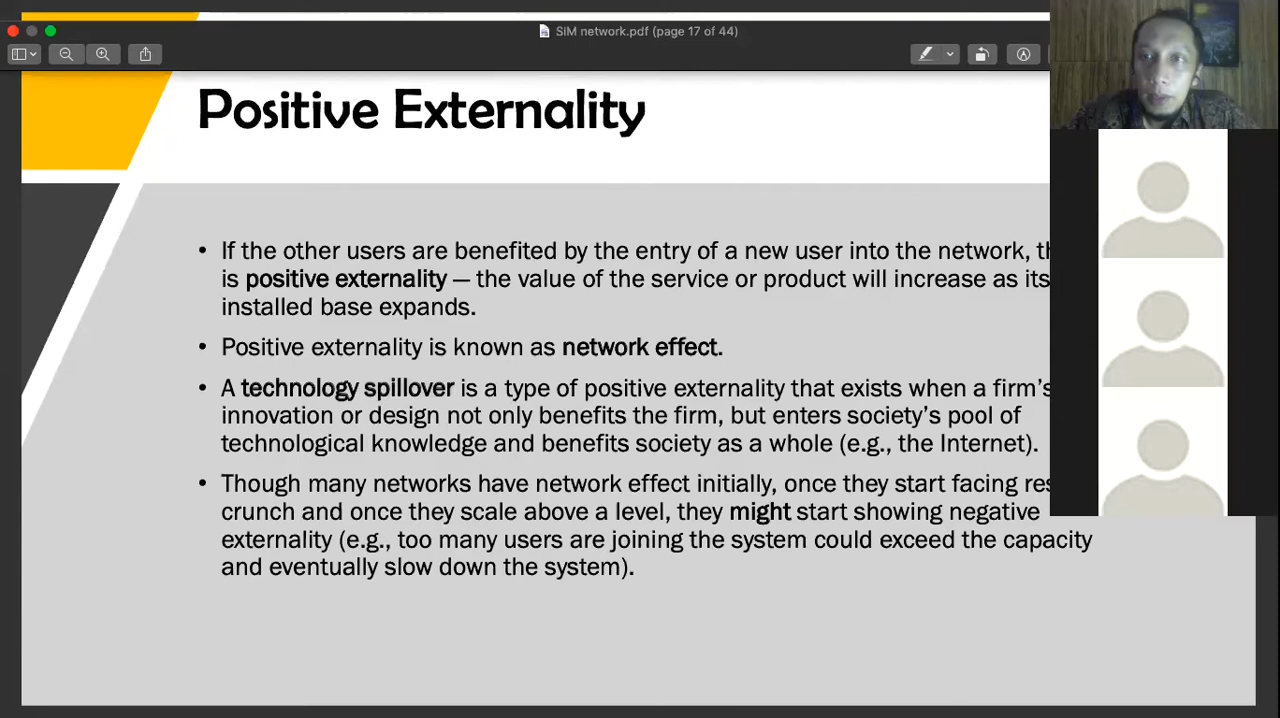 SIM network.pdf (page 17 of 44)
Positive Externality
• If the other users are benefited by the entry of a new user into the network,
is positive externality — the value of the service or product will increase as its
installed base expands.
• Positive externality is known as network effect.
• A technology spillover is a type of positive externality that exists when a firm's
innovation or design not only benefits the firm, but enters society's pool of
technological knowledge and benefits society as a whole (e.g., the Internet).
• Though many networks have network effect initially, once they start facing
crunch and once they scale above a level, they might start showing negative
externality (e.g., too many users are joining the system could exceed the capacity
and eventually slow down the system).